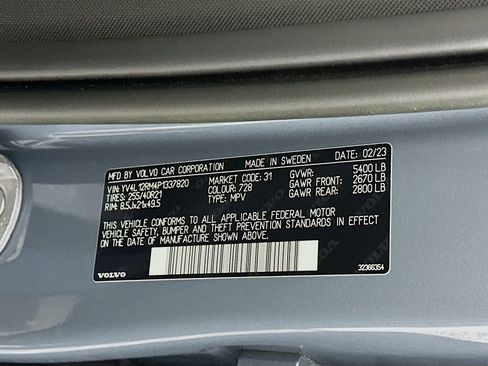 MFD BY VOLVO CAR CORPORATION MADE IN SWEDEN DATE 02/23
VIN: YV4L12RM4P1337820 MARKET CODE: 31 GVWR: 5400 LB
TIRES: 255/40R21 COLOUR: 728 GAWR FRONT: 2670 LB
RIM: 8.5Jx21x49.5 TYPE: MPV GAWR REAR: 2800 LB
THIS VEHICLE CONFORMS TO ALL APPLICABLE FEDERAL MOTOR
VEHICLE SAFETY, BUMPER AND THEFT PREVENTION STANDARDS IN EFFECT
ON THE DATE OF MANUFACTURE SHOWN ABOVE.
VOLVO 32366354